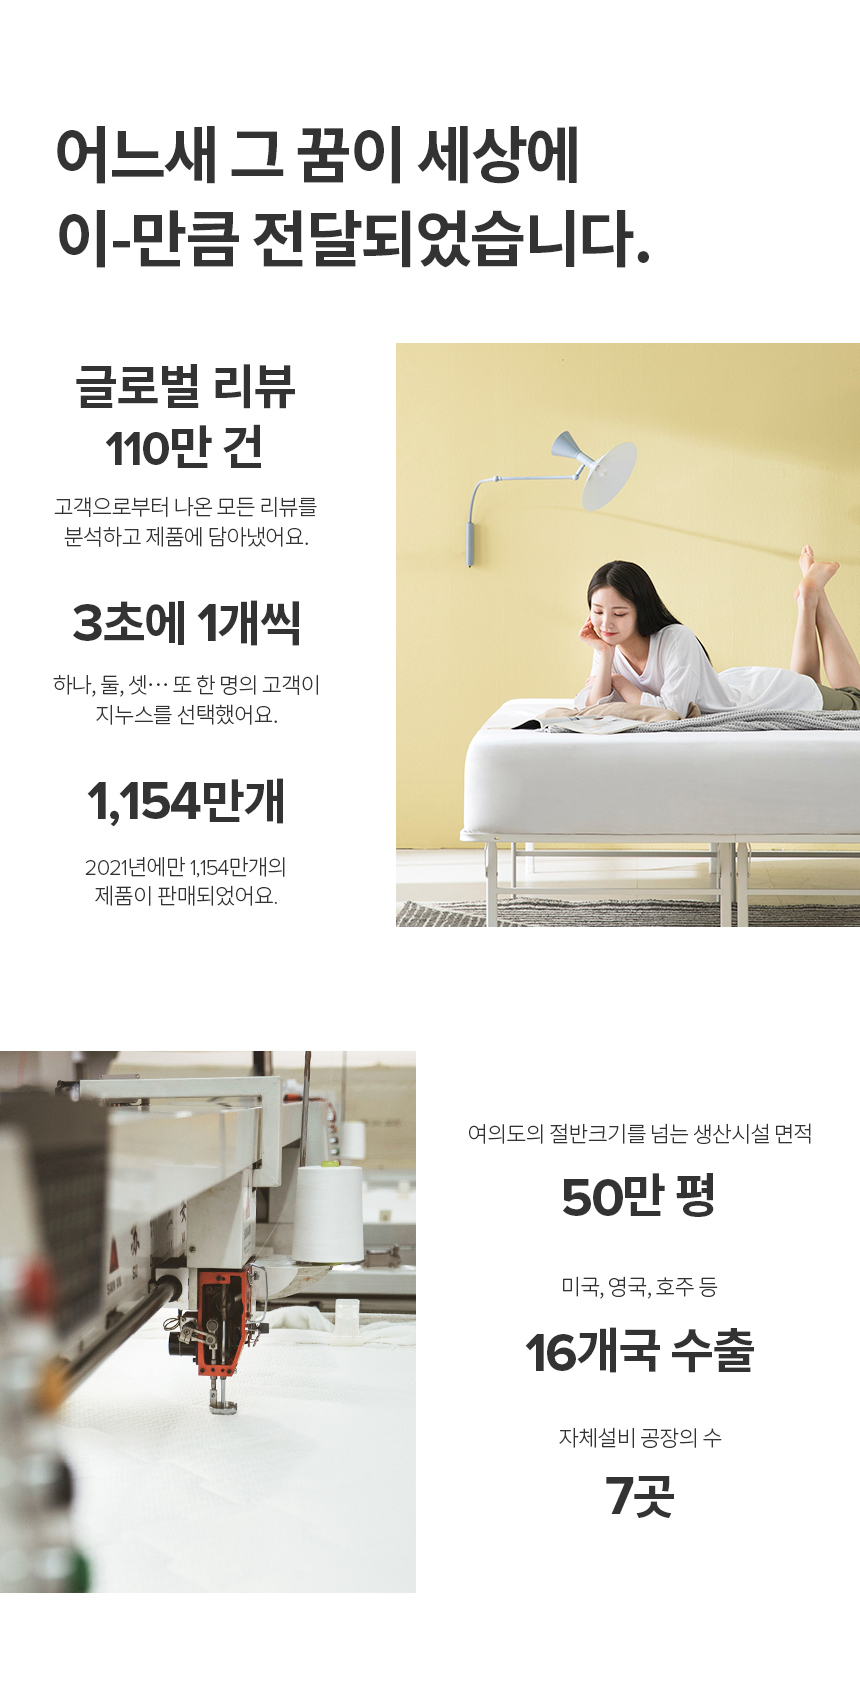 어느새 그 꿈이 세상에
이-만큼 전달되었습니다.
글로벌 리뷰
110만 건
고객으로부터 나온 모든 리뷰를
분석하고 제품에 담아냈어요.
3초에 1개씩
하나, 둘, 셋… 또 한 명의 고객이
지누스를 선택했어요.
1,154만개
2021년에만 1,154만개의
제품이 판매되었어요.
여의도의 절반크기를 넘는 생산시설 면적
50만 평
미국, 영국, 호주 등
16개국 수출
자체설비 공장의 수
7곳